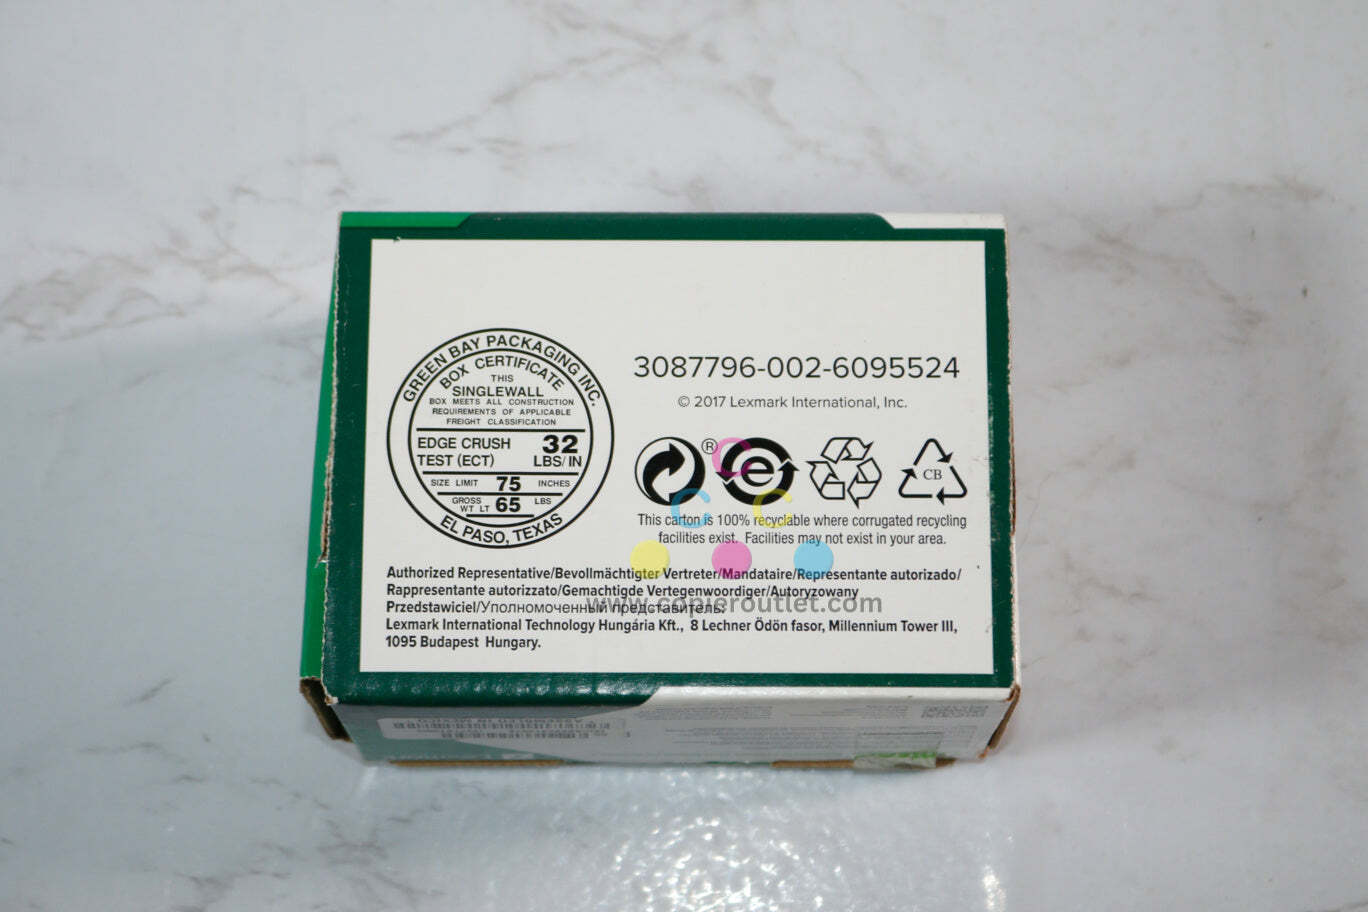 GREEN BAY PACKAGING INC.
BOX CERTIFICATE
THIS
SINGLEWALL
BOX MEETS ALL CONSTRUCTION
REQUIREMENTS OF APPLICABLE
FREIGHT CLASSIFICATION
EDGE CRUSH TEST (ECT) 32 LBS/IN
SIZE LIMIT 75 INCHES
GROSS WT LT 65 LBS
EL PASO, TEXAS
3087796-002-6095524
© 2017 Lexmark International, Inc.
®
e
CB
C
C C
This carton is 100% recyclable where corrugated recycling
facilities exist. Facilities may not exist in your area.
Authorized Representative/Bevollmächtigter Vertreter/Mandataire/Representante autorizado/
Rappresentante autorizzato/Gemachtigde Vertegenwoordiger/Autoryzowany
Przedstawiciel/Уполномоченный представитель:
www.copieroutlet.com
Lexmark International Technology Hungária Kft., 8 Lechner Ödön fasor, Millennium Tower III,
1095 Budapest Hungary.